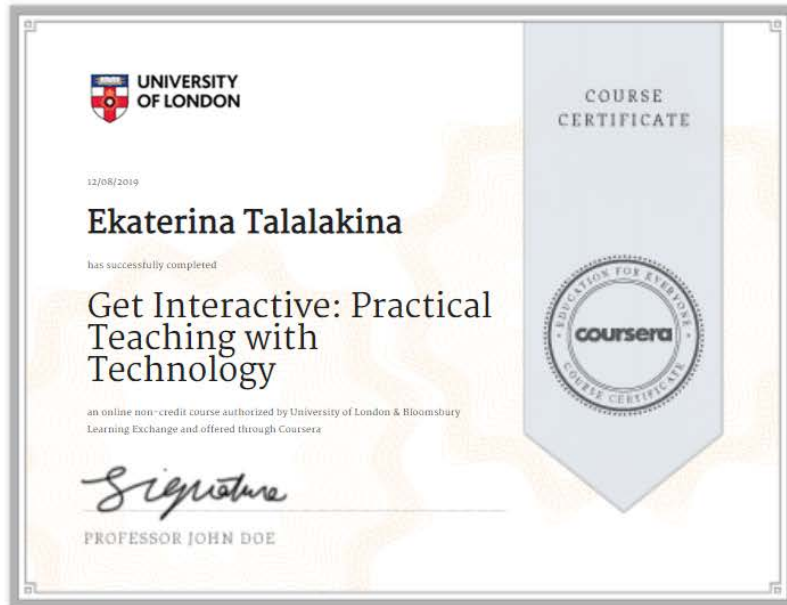 UNIVERSITY
OF LONDON
COURSE
CERTIFICATE
12/08/2019
Ekaterina Talalakina
has successfully completed
Get Interactive: Practical
Teaching with
Technology
an online non-credit course authorized by University of London & Bloomsbury
Learning Exchange and offered through Coursera
EDUCATION FOR EVERYONE
coursera
COURSE CERTIFICATE
Signature
PROFESSOR JOHN DOE